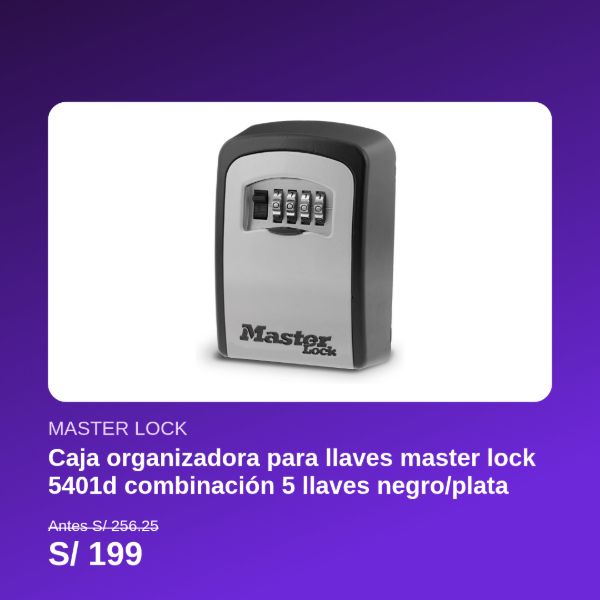 Master
Lock
MASTER LOCK
Caja organizadora para llaves master lock
5401d combinación 5 llaves negro/plata
Antes S/ 256.25
S/ 199